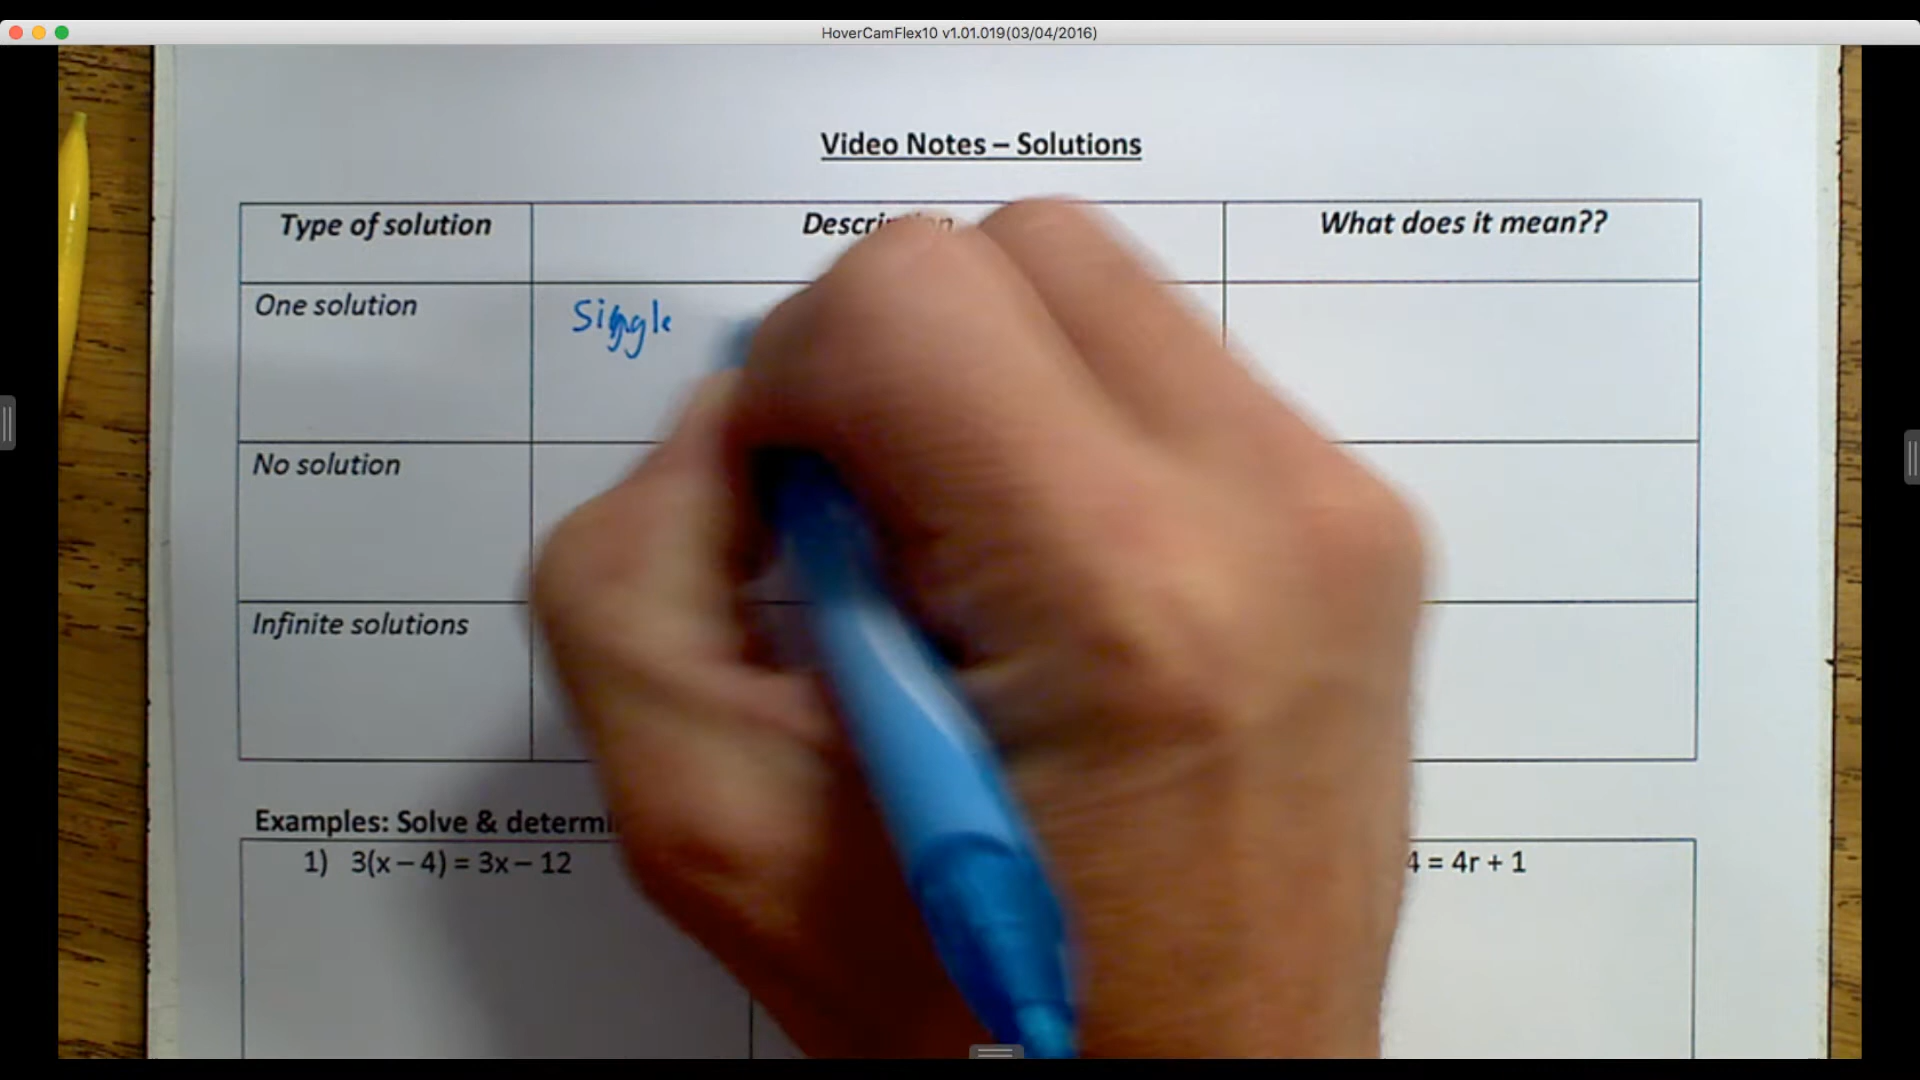 HoverCamFlex10 v1.01.019(03/04/2016)
Video Notes – Solutions
Type of solution
What does it mean??
One solution
Single
No solution
Infinite solutions
Examples: Solve &
1) 3(x – 4) = 3x – 12
4 = 4r + 1